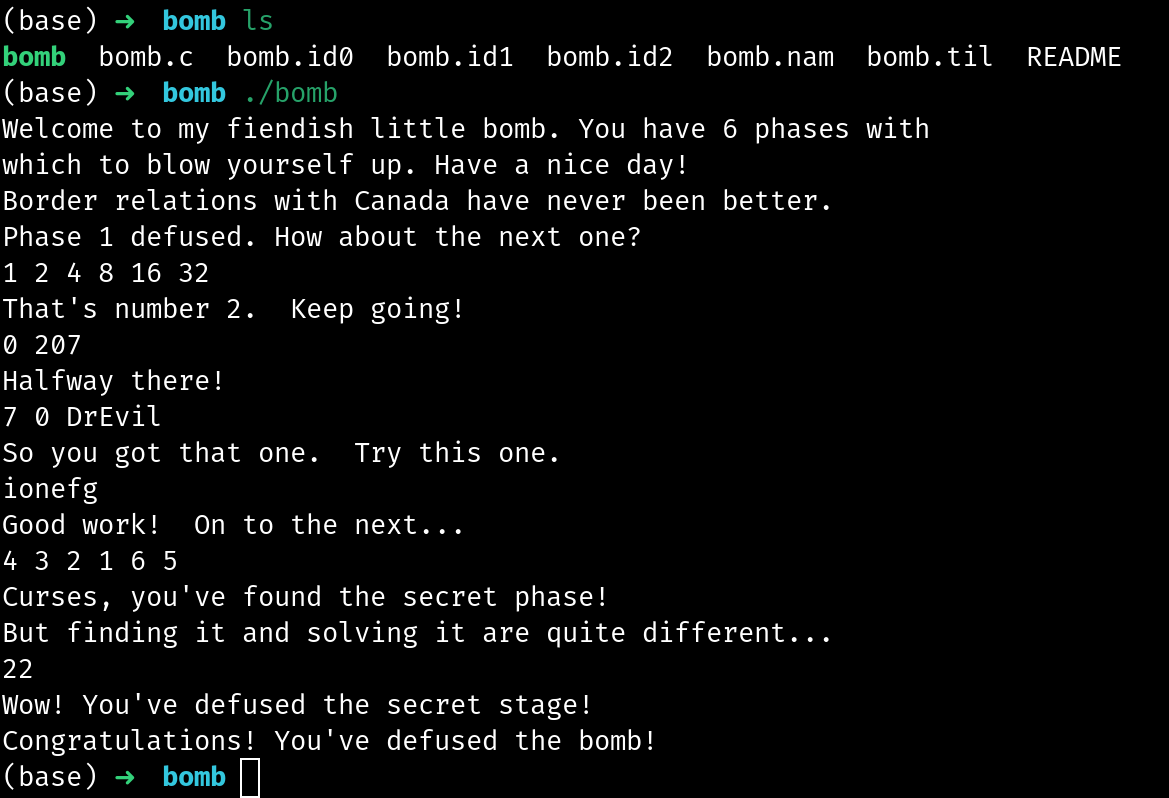 (base) ➜  bomb ls
bomb  bomb.c  bomb.id0  bomb.id1  bomb.id2  bomb.nam  bomb.til  README
(base) ➜  bomb ./bomb
Welcome to my fiendish little bomb. You have 6 phases with
which to blow yourself up. Have a nice day!
Border relations with Canada have never been better.
Phase 1 defused. How about the next one?
1 2 4 8 16 32
That's number 2.  Keep going!
0 207
Halfway there!
7 0 DrEvil
So you got that one.  Try this one.
ionefg
Good work!  On to the next...
4 3 2 1 6 5
Curses, you've found the secret phase!
But finding it and solving it are quite different...
22
Wow! You've defused the secret stage!
Congratulations! You've defused the bomb!
(base) ➜  bomb